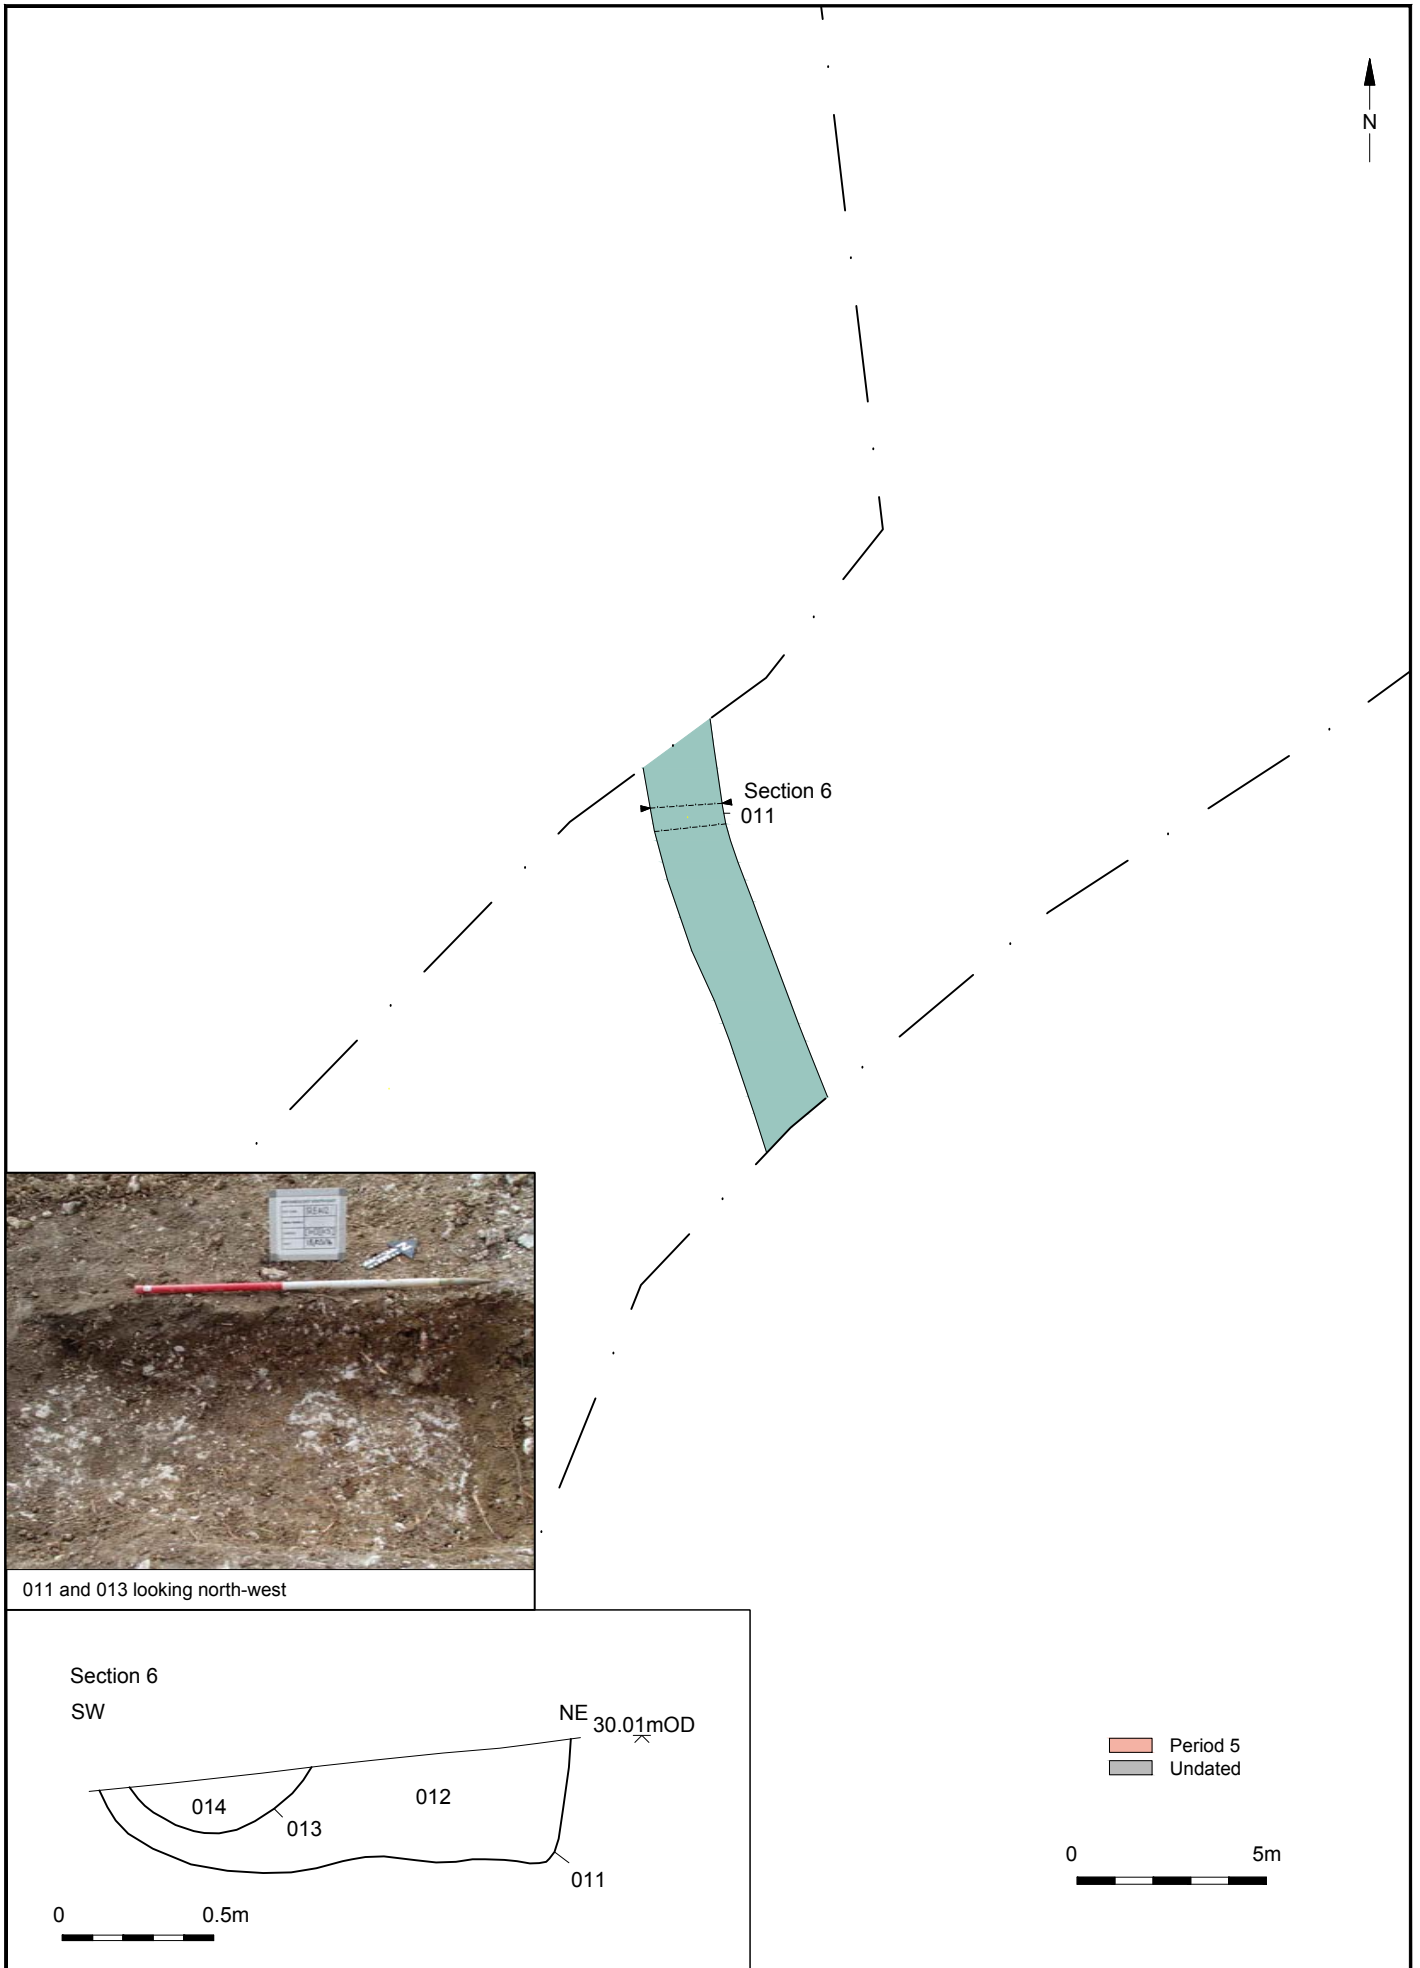 N
Section 6
011
011 and 013 looking north-west
Section 6
SW
NE 30.01mOD
014
013
012
011
0 0.5m
Period 5
Undated
0 5m